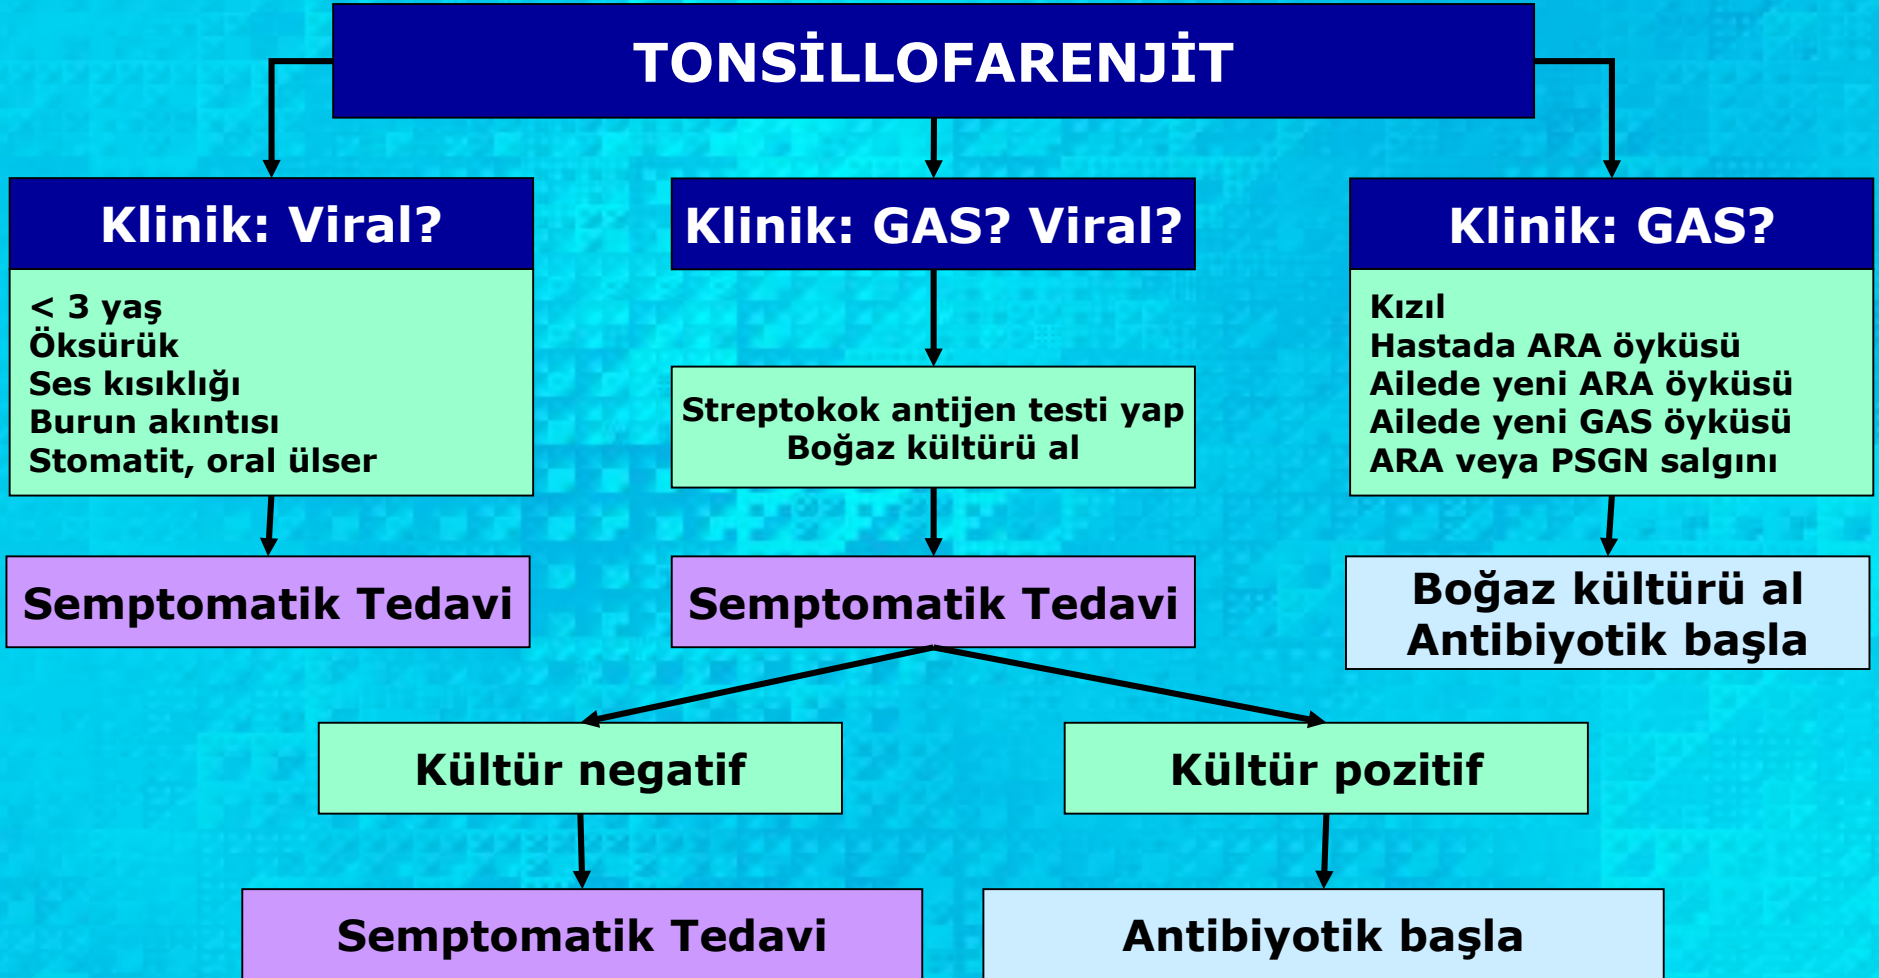 TONSİLLOFARENJİT
Klinik: Viral?
< 3 yaş
Öksürük
Ses kısıklığı
Burun akıntısı
Stomatit, oral ülser
Semptomatik Tedavi
Klinik: GAS? Viral?
Streptokok antijen testi yap
Boğaz kültürü al
Semptomatik Tedavi
Klinik: GAS?
Kızıl
Hastada ARA öyküsü
Ailede yeni ARA öyküsü
Ailede yeni GAS öyküsü
ARA veya PSGN salgını
Boğaz kültürü al
Antibiyotik başla
Kültür negatif
Semptomatik Tedavi
Kültür pozitif
Antibiyotik başla